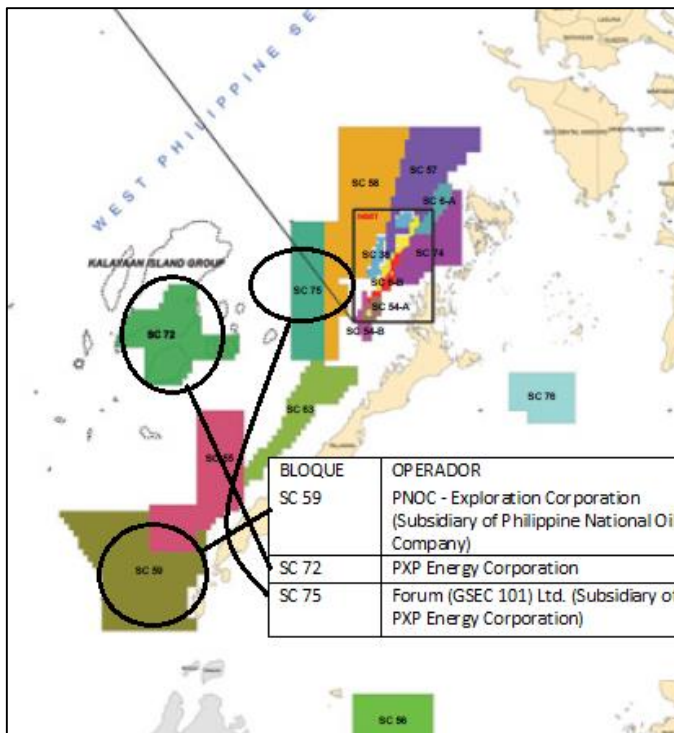 WEST PHILIPPINE SE
KALAYAAN ISLAND GROUP
SC 57
SC 58
SC 6-A
SC 38
SC 74
SC 75
SC 6-B
SC 54-A
SC 54-B
SC 72
SC 63
SC 76
SC 55
SC 59
BLOQUE OPERADOR
SC 59 PNOC - Exploration Corporation
(Subsidiary of Philippine National Oil
Company)
SC 72 PXP Energy Corporation
SC 75 Forum (GSEC 101) Ltd. (Subsidiary of
PXP Energy Corporation)
SC 56